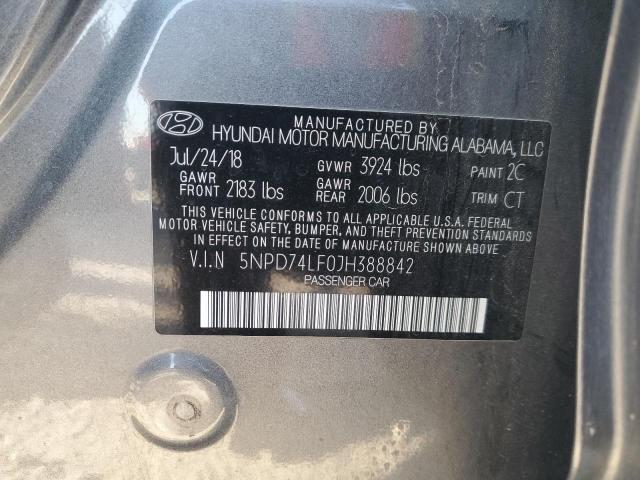 MANUFACTURED BY
HYUNDAI MOTOR MANUFACTURING ALABAMA, LLC
Jul/24/18 GVWR 3924 lbs PAINT 2C
GAWR FRONT 2183 lbs GAWR REAR 2006 lbs TRIM CT
THIS VEHICLE CONFORMS TO ALL APPLICABLE U.S.A. FEDERAL
MOTOR VEHICLE SAFETY, BUMPER, AND THEFT PREVENTION STANDARDS
IN EFFECT ON THE DATE OF MANUFACTURE SHOWN ABOVE
V.I.N 5NPD74LF0JH388842
PASSENGER CAR